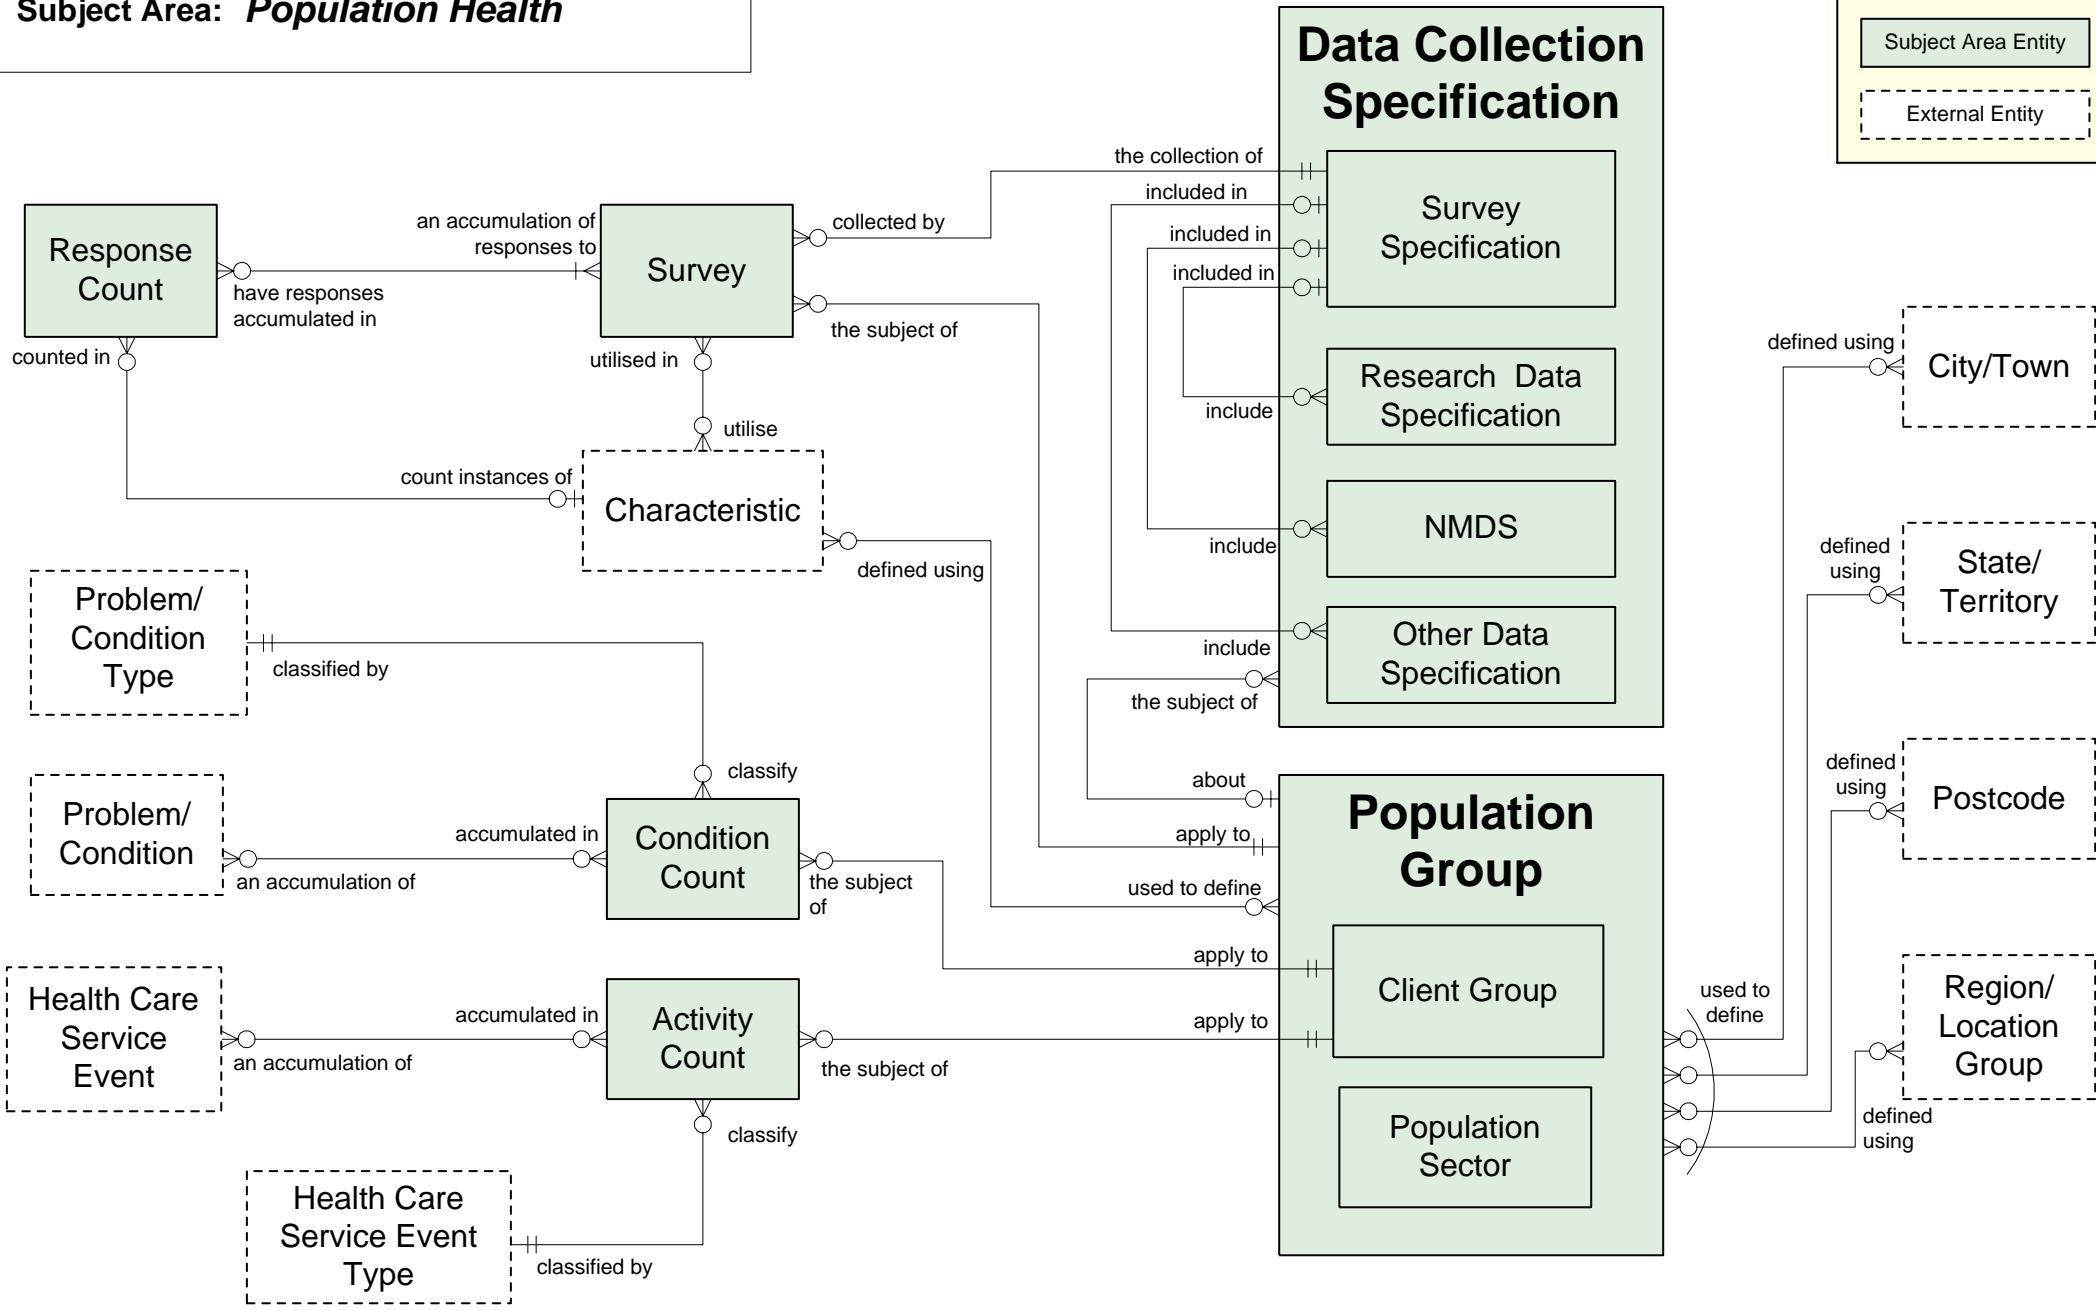 Subject Area: Population Health
Subject Area Entity
External Entity
Data Collection
Specification
the collection of
included in
included in
included in
Survey
Specification
Research  Data
Specification
include
NMDS
include
Other Data
Specification
include
the subject of
Response
Count
an accumulation of
responses to
have responses
accumulated in
Survey
collected by
the subject of
counted in
utilised in
utilise
count instances of
Characteristic
defined using
Problem/
Condition
Type
classified by
classify
Problem/
Condition
accumulated in
an accumulation of
Condition
Count
the subject
of
Health Care
Service
Event
accumulated in
an accumulation of
Activity
Count
the subject of
classify
Health Care
Service Event
Type
classified by
about
apply to
used to define
apply to
apply to
Population
Group
Client Group
Population
Sector
used to
define
defined using
City/Town
defined
using
State/
Territory
defined
using
Postcode
Region/
Location
Group
defined
using